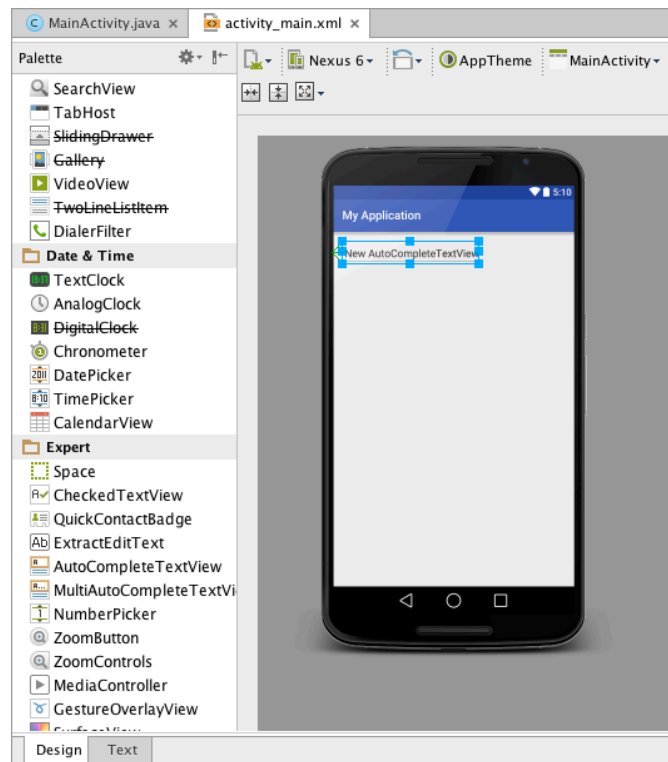 MainActivity.java
activity_main.xml
Palette
Nexus 6
AppTheme
MainActivity
SearchView
TabHost
SlidingDrawer
Gallery
VideoView
TwoLineListItem
DialerFilter
Date & Time
TextClock
AnalogClock
DigitalClock
Chronometer
DatePicker
TimePicker
CalendarView
Expert
Space
CheckedTextView
QuickContactBadge
Ab
ExtractEditText
AutoCompleteTextView
MultiAutoCompleteTextVi
NumberPicker
ZoomButton
ZoomControls
MediaController
GestureOverlayView
5:10
My Application
New AutoCompleteTextView
Design
Text